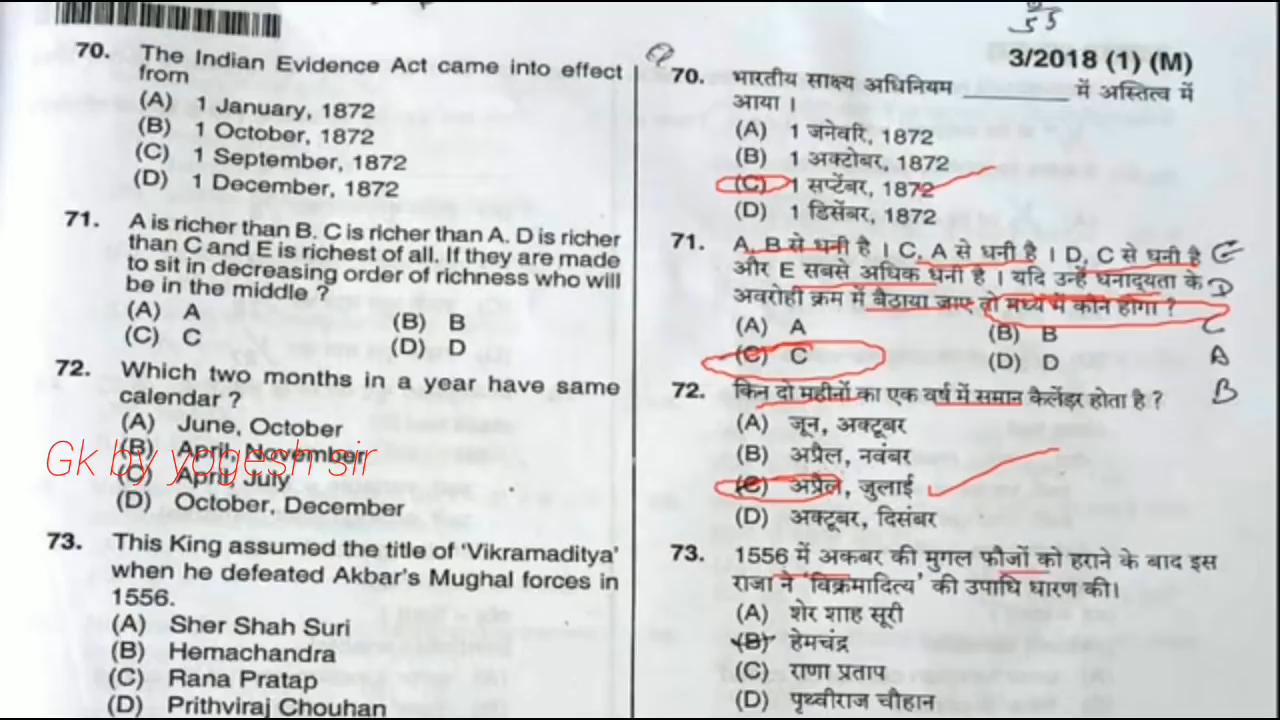 70. The Indian Evidence Act came into effect
from
(A) 1 January, 1872
(B) 1 October, 1872
(C) 1 September, 1872
(D) 1 December, 1872
71. A is richer than B. C is richer than A. D is richer
than C and E is richest of all. If they are made
to sit in decreasing order of richness who will
be in the middle ?
(A) A (B) B
(C) C (D) D
72. Which two months in a year have same
calendar ?
(A) June, October
(B) April, November
Gk by yogesh sir
(C) April, July
(D) October, December
73. This King assumed the title of 'Vikramaditya'
when he defeated Akbar's Mughal forces in
1556.
(A) Sher Shah Suri
(B) Hemachandra
(C) Rana Pratap
(D) Prithviraj Chouhan
3/2018 (1) (M)
70. भारतीय साक्ष्य अधिनियम __________ में अस्तित्व में
आया ।
(A) 1 जनेवरि, 1872
(B) 1 अक्टोबर, 1872
(C) 1 सप्टेंबर, 1872
(D) 1 डिसेंबर, 1872
71. A, B से धनी है । C, A से धनी है । D, C से धनी है
और E सबसे अधिक धनी है । यदि उन्हें धनाढ्यता के
अवरोही क्रम में बैठाया जाए तो मध्य में कौन होगा ?
(A) A (B) B
(C) C (D) D
E
D
C
A
B
72. किन दो महीनों का एक वर्ष में समान कैलेंडर होता है ?
(A) जून, अक्टूबर
(B) अप्रैल, नवंबर
(C) अप्रैल, जुलाई
(D) अक्टूबर, दिसंबर
73. 1556 में अकबर की मुगल फौजों को हराने के बाद इस
राजा ने 'विक्रमादित्य' की उपाधि धारण की।
(A) शेर शाह सूरी
(B) हेमचंद्र
(C) राणा प्रताप
(D) पृथ्वीराज चौहान